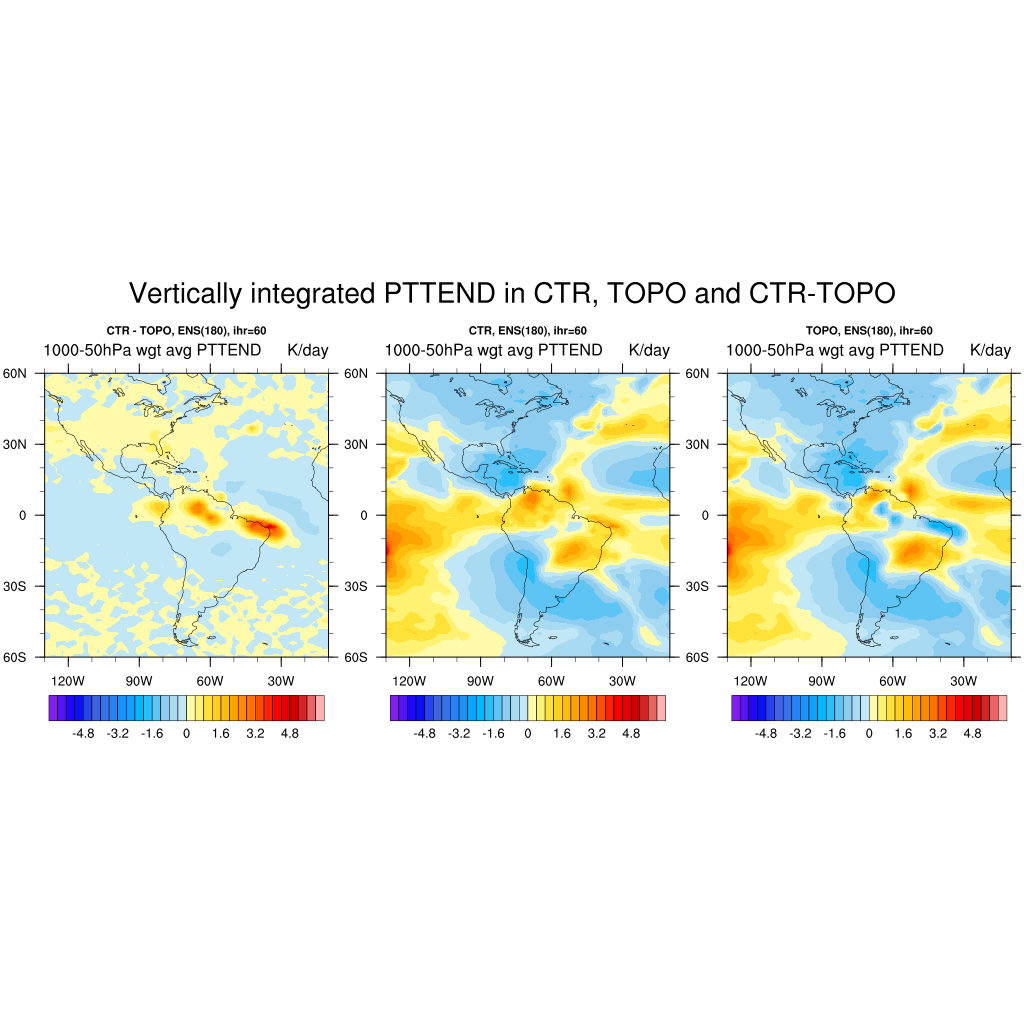 Vertically integrated PTTEND in CTR, TOPO and CTR-TOPO
CTR - TOPO, ENS(180), ihr=60
1000-50hPa wgt avg PTTEND K/day
60N
30N
0
30S
60S
120W 90W 60W 30W
-4.8 -3.2 -1.6 0 1.6 3.2 4.8
CTR, ENS(180), ihr=60
1000-50hPa wgt avg PTTEND K/day
60N
30N
0
30S
60S
120W 90W 60W 30W
-4.8 -3.2 -1.6 0 1.6 3.2 4.8
TOPO, ENS(180), ihr=60
1000-50hPa wgt avg PTTEND K/day
60N
30N
0
30S
60S
120W 90W 60W 30W
-4.8 -3.2 -1.6 0 1.6 3.2 4.8